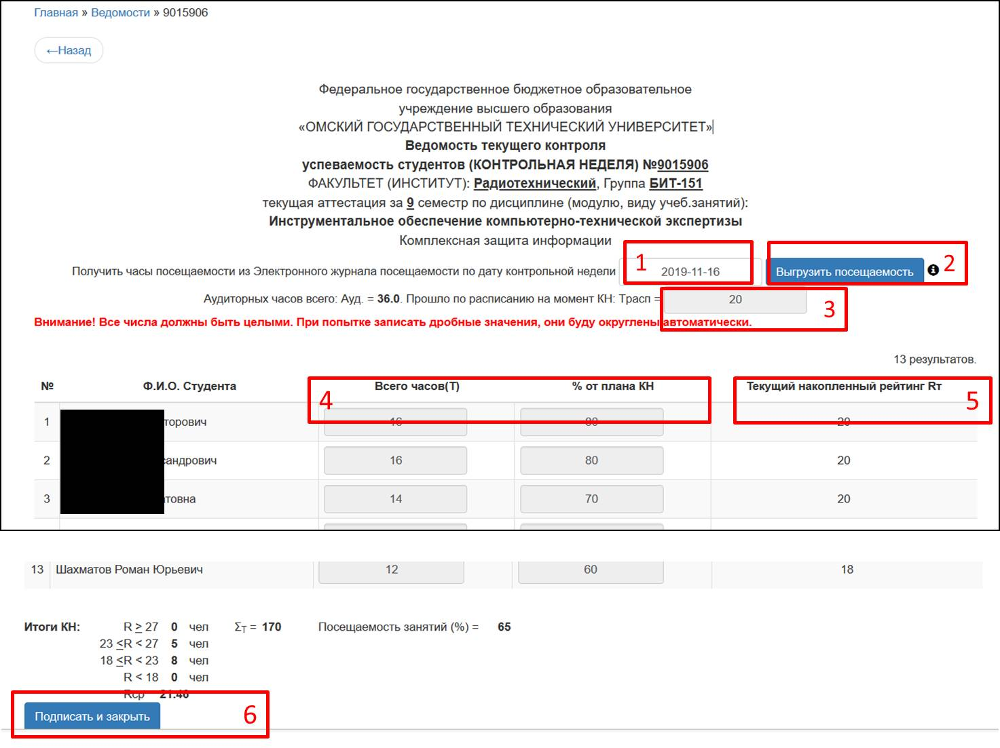 Главная » Ведомости » 9015906
←Назад
Федеральное государственное бюджетное образовательное
учреждение высшего образования
«ОМСКИЙ ГОСУДАРСТВЕННЫЙ ТЕХНИЧЕСКИЙ УНИВЕРСИТЕТ»
Ведомость текущего контроля
успеваемость студентов (КОНТРОЛЬНАЯ НЕДЕЛЯ) №9015906
ФАКУЛЬТЕТ (ИНСТИТУТ): Радиотехнический, Группа БИТ-151
текущая аттестация за 9 семестр по дисциплине (модулю, виду учеб.занятий):
Инструментальное обеспечение компьютерно-технической экспертизы
Комплексная защита информации
Получить часы посещаемости из Электронного журнала посещаемости по дату контрольной недели 1 2019-11-16 Выгрузить посещаемость 2
Аудиторных часов всего: Ауд. = 36.0. Прошло по расписанию на момент КН: Трасп = 20 3
Внимание! Все числа должны быть целыми. При попытке записать дробные значения, они буду округлены автоматически.
13 результатов.
№ Ф.И.О. Студента Всего часов(Т) % от плана КН Текущий накопленный рейтинг Rт
4 5
1 торович 16 80 20
2 сандрович 16 80 20
3 товна 14 70 20
13 Шахматов Роман Юрьевич 12 60 18
Итоги КН: R ≥ 27 0 чел ΣT = 170 Посещаемость занятий (%) = 65
23 ≤R < 27 5 чел
18 ≤R < 23 8 чел
R < 18 0 чел
Rср 21.46
Подписать и закрыть 6